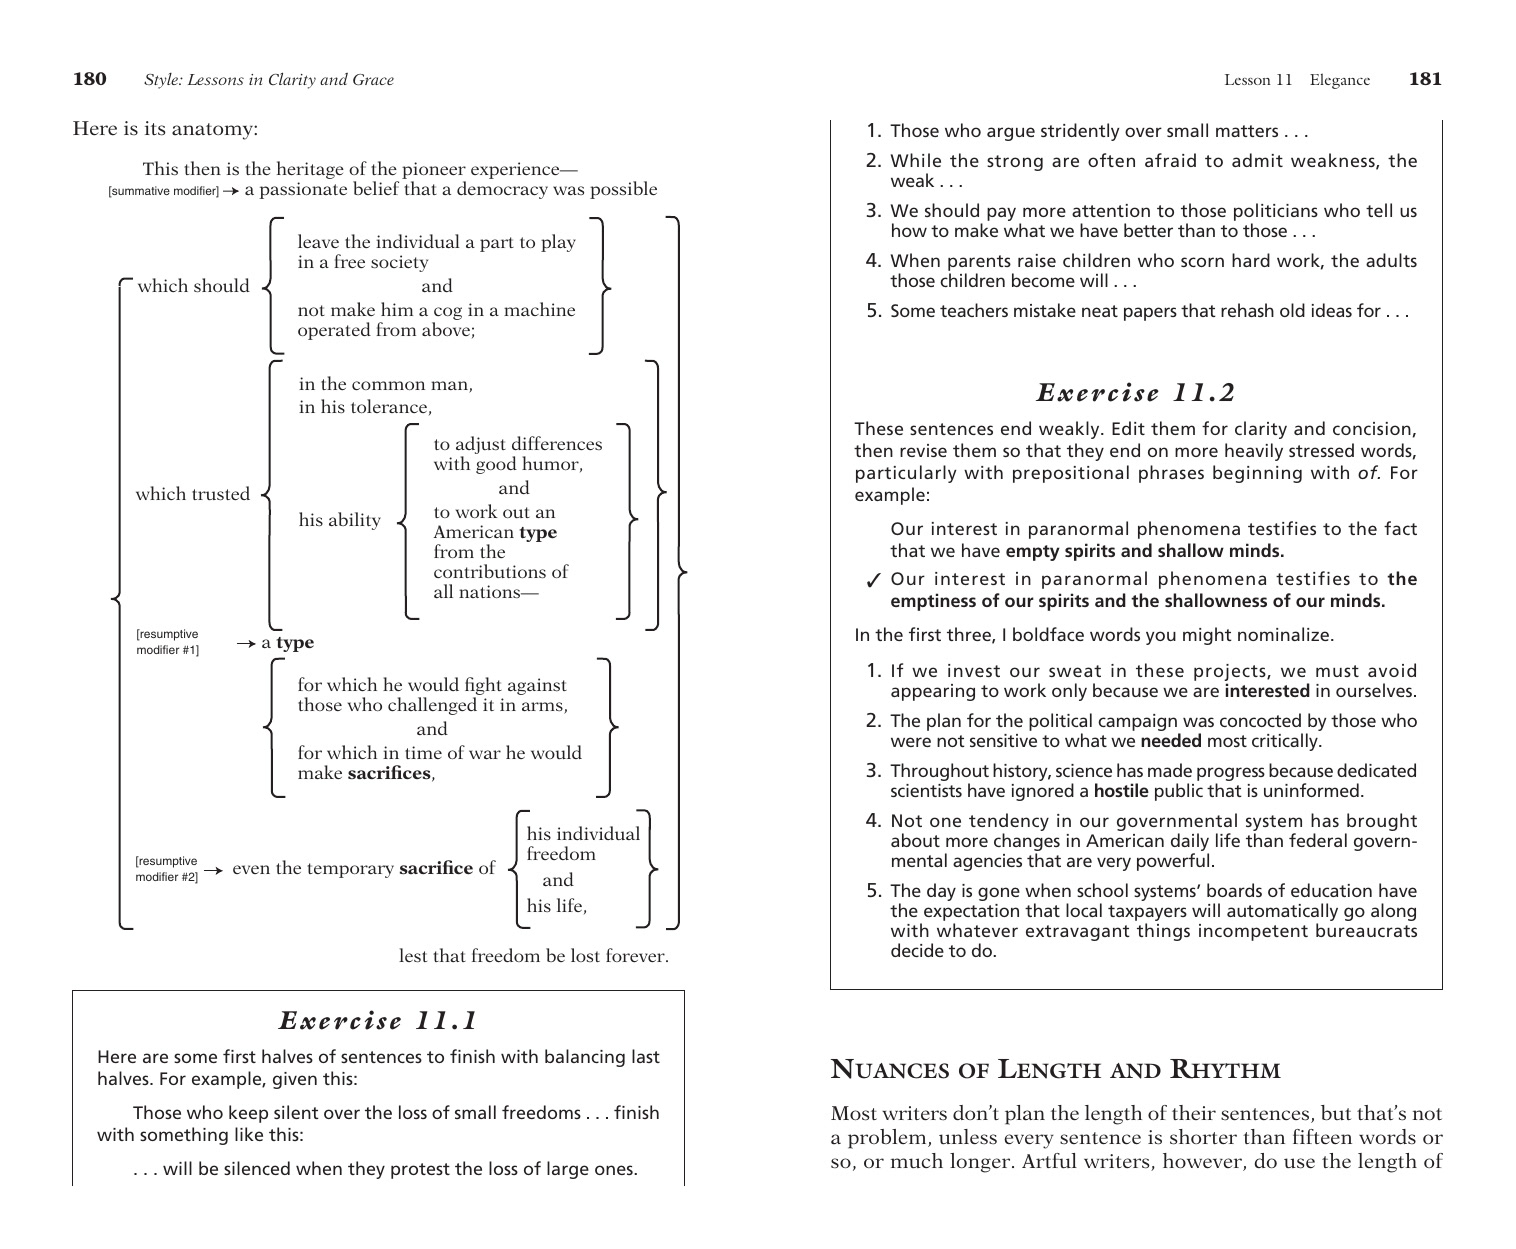 180 Style: Lessons in Clarity and Grace
Here is its anatomy:
This then is the heritage of the pioneer experience—
[summative modifier] → a passionate belief that a democracy was possible
which should
leave the individual a part to play
in a free society
and
not make him a cog in a machine
operated from above;
which trusted
in the common man,
in his tolerance,
his ability
to adjust differences
with good humor,
and
to work out an
American type
from the
contributions of
all nations—
[resumptive
modifier #1] → a type
for which he would fight against
those who challenged it in arms,
and
for which in time of war he would
make sacrifices,
[resumptive
modifier #2] → even the temporary sacrifice of
his individual
freedom
and
his life,
lest that freedom be lost forever.
Exercise 11.1
Here are some first halves of sentences to finish with balancing last
halves. For example, given this:
Those who keep silent over the loss of small freedoms . . . finish
with something like this:
. . . will be silenced when they protest the loss of large ones.
Lesson 11 Elegance 181
1. Those who argue stridently over small matters . . .
2. While the strong are often afraid to admit weakness, the
weak . . .
3. We should pay more attention to those politicians who tell us
how to make what we have better than to those . . .
4. When parents raise children who scorn hard work, the adults
those children become will . . .
5. Some teachers mistake neat papers that rehash old ideas for . . .
Exercise 11.2
These sentences end weakly. Edit them for clarity and concision,
then revise them so that they end on more heavily stressed words,
particularly with prepositional phrases beginning with of. For
example:
Our interest in paranormal phenomena testifies to the fact
that we have empty spirits and shallow minds.
✓ Our interest in paranormal phenomena testifies to the
emptiness of our spirits and the shallowness of our minds.
In the first three, I boldface words you might nominalize.
1. If we invest our sweat in these projects, we must avoid
appearing to work only because we are interested in ourselves.
2. The plan for the political campaign was concocted by those who
were not sensitive to what we needed most critically.
3. Throughout history, science has made progress because dedicated
scientists have ignored a hostile public that is uninformed.
4. Not one tendency in our governmental system has brought
about more changes in American daily life than federal govern-
mental agencies that are very powerful.
5. The day is gone when school systems’ boards of education have
the expectation that local taxpayers will automatically go along
with whatever extravagant things incompetent bureaucrats
decide to do.
Nuances of Length and Rhythm
Most writers don’t plan the length of their sentences, but that’s not
a problem, unless every sentence is shorter than fifteen words or
so, or much longer. Artful writers, however, do use the length of